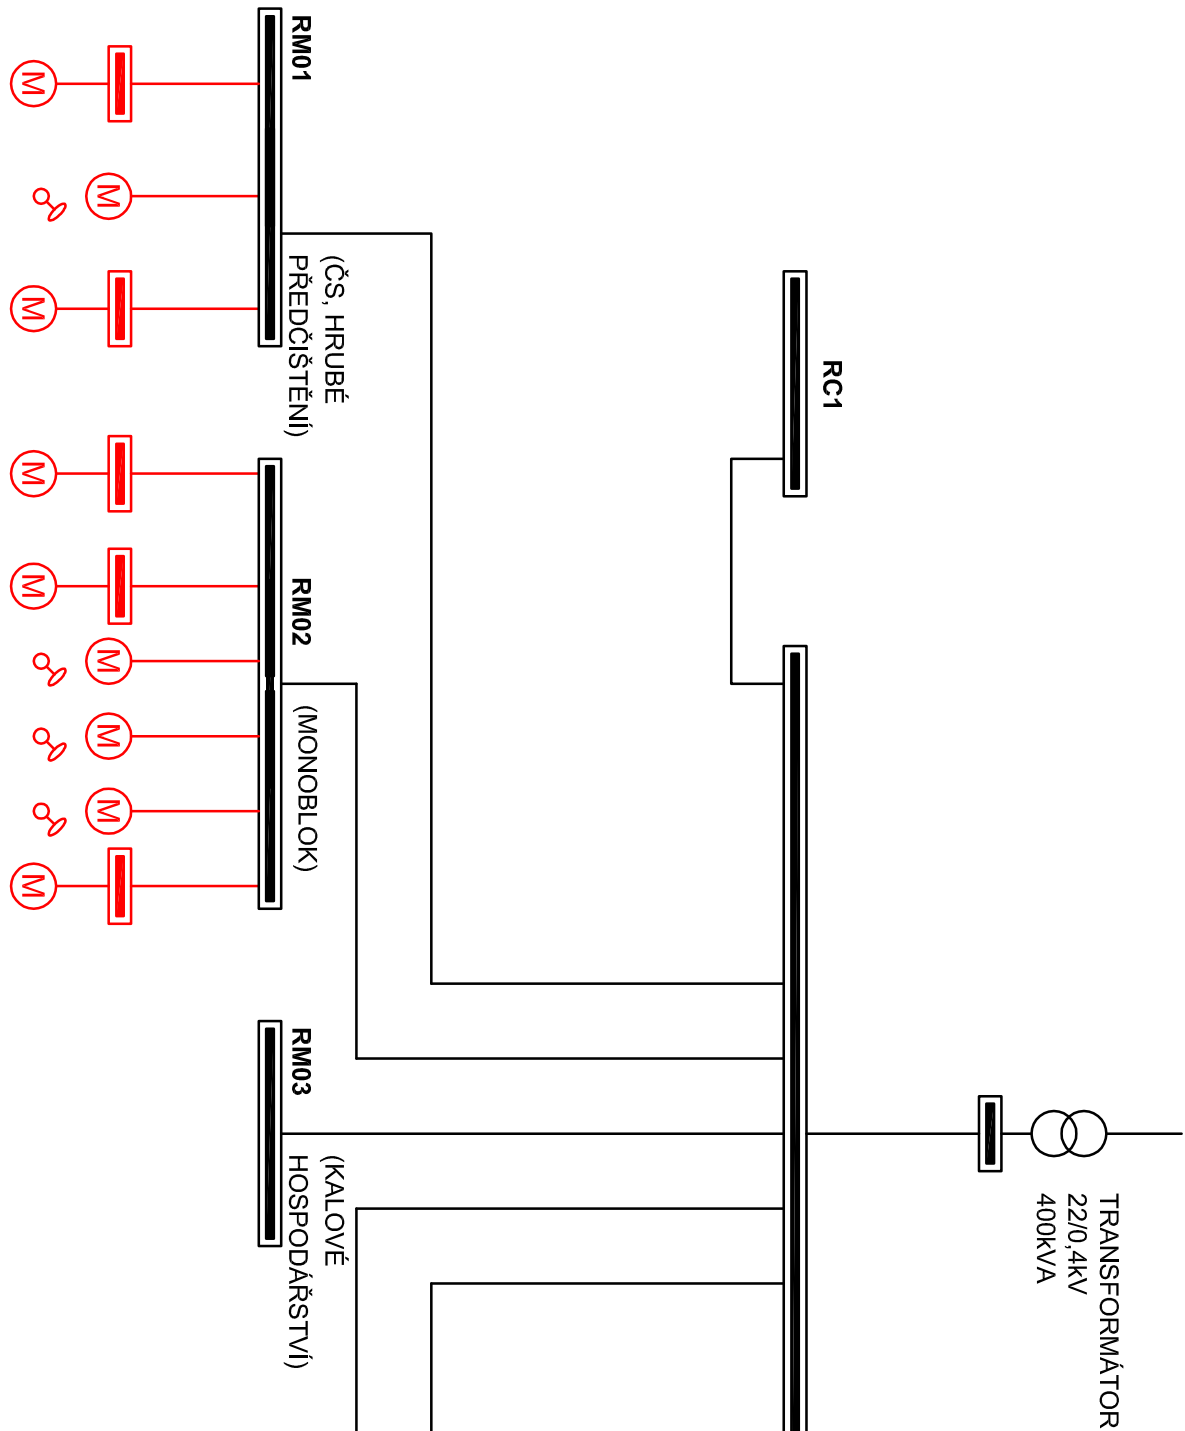 TRANSFORMÁTOR
22/0,4kV
400kVA
RC1
RM01
(ČS, HRUBÉ
PŘEDČIŠTĚNÍ)
RM02
(MONOBLOK)
RM03
(KALOVÉ
HOSPODÁŘSTVÍ)
M
M
M
M
M
M
M
M
M